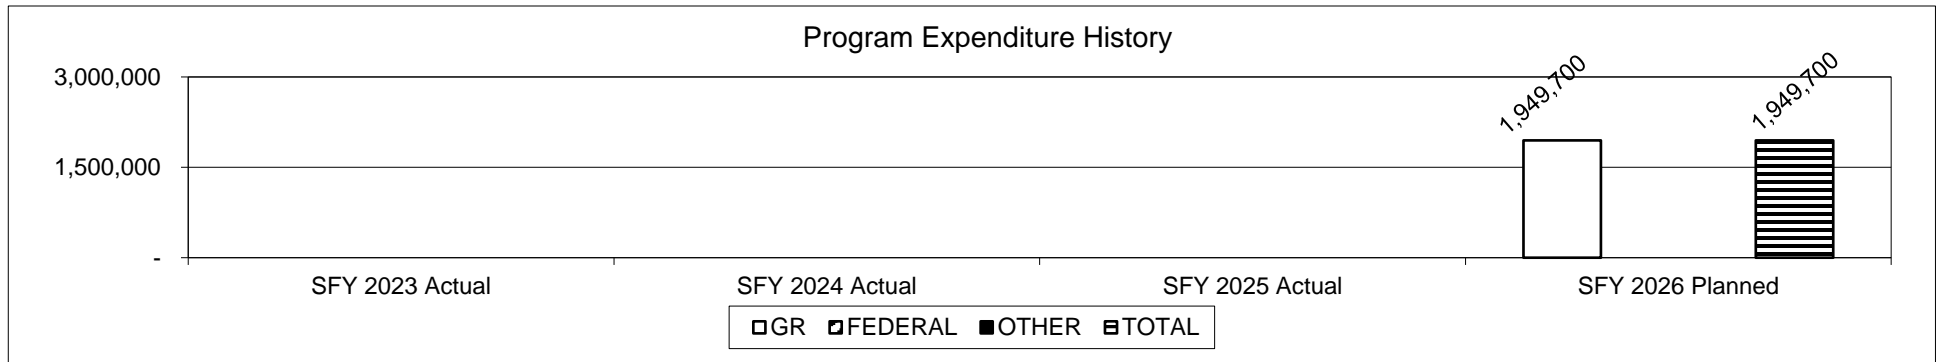 Program Expenditure History
3,000,000
1,500,000
-
1,949,700
1,949,700
SFY 2023 Actual SFY 2024 Actual SFY 2025 Actual SFY 2026 Planned
GR FEDERAL OTHER TOTAL